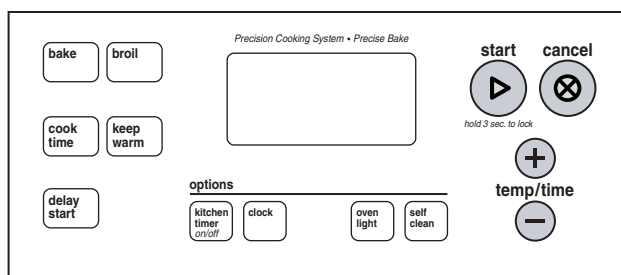 Precision Cooking System • Precise Bake
bake
broil
start
cancel
hold 3 sec. to lock
cook
time
keep
warm
temp/time
delay
start
options
kitchen
timer
on/off
clock
oven
light
self
clean